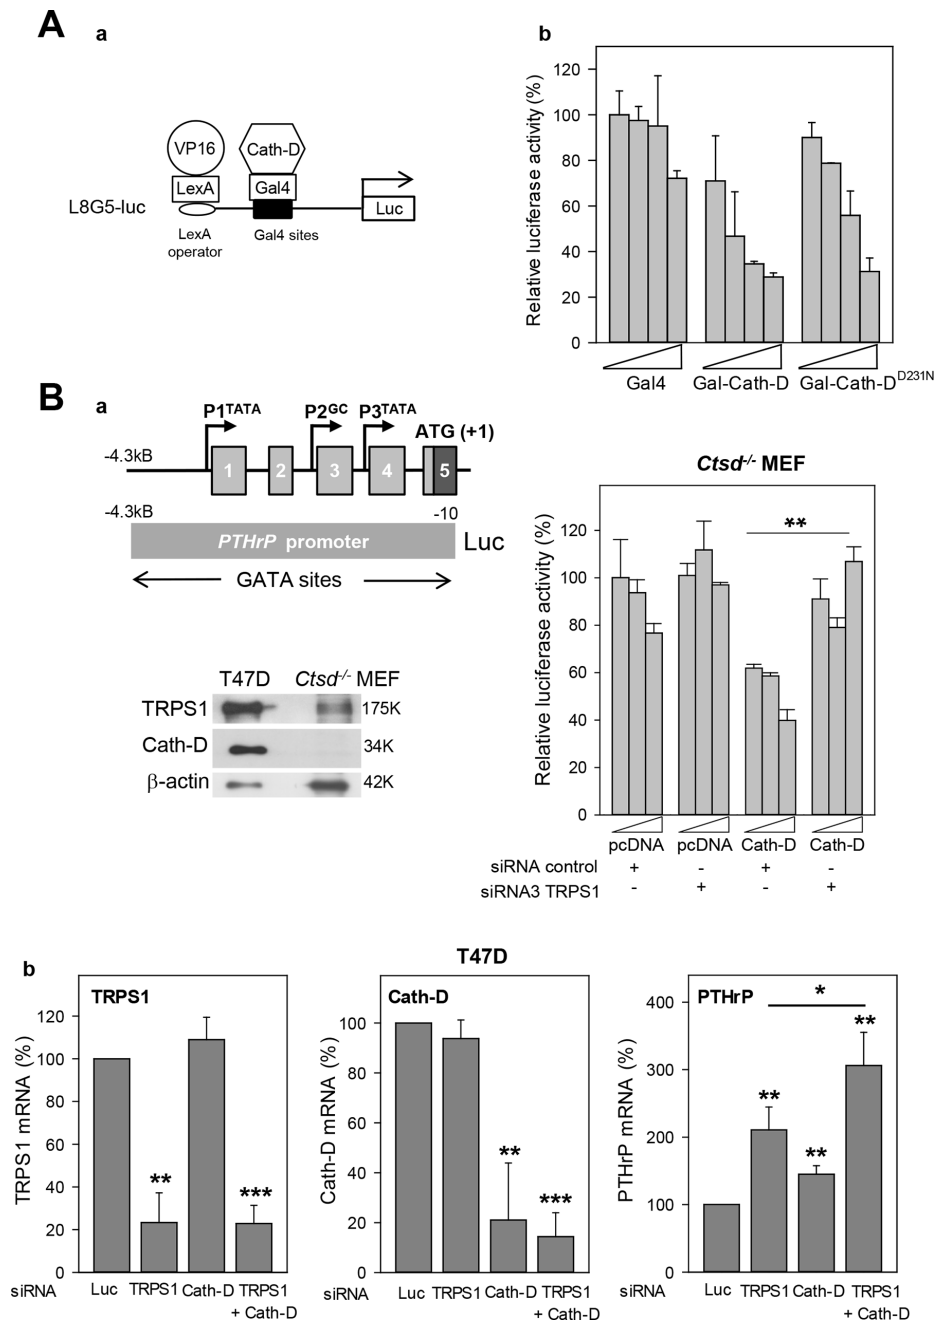 A
a
VP16
Cath-D
LexA
Gal4
L8G5-luc
Luc
LexA
operator
Gal4 sites
b
Relative luciferase activity (%)
120
100
80
60
40
20
0
Gal4
Gal-Cath-D
Gal-Cath-D^D231N
B
a
P1^TATA
P2^GC
P3^TATA
ATG (+1)
-4.3kB
1
2
3
4
5
-4.3kB
-10
PTHrP promoter
Luc
GATA sites
T47D
Ctsd-/- MEF
TRPS1
175K
Cath-D
34K
β-actin
42K
Ctsd-/- MEF
Relative luciferase activity (%)
120
100
80
60
40
20
0
**
pcDNA
pcDNA
Cath-D
Cath-D
siRNA control + - + -
siRNA3 TRPS1 - + - +
b
T47D
TRPS1
TRPS1 mRNA (%)
120
100
80
60
40
20
0
**
***
siRNA
Luc TRPS1 Cath-D TRPS1
+ Cath-D
Cath-D
Cath-D mRNA (%)
100
80
60
40
20
0
**
***
siRNA
Luc TRPS1 Cath-D TRPS1
+ Cath-D
PTHrP
PTHrP mRNA (%)
400
300
200
100
0
*
**
**
**
siRNA
Luc TRPS1 Cath-D TRPS1
+ Cath-D